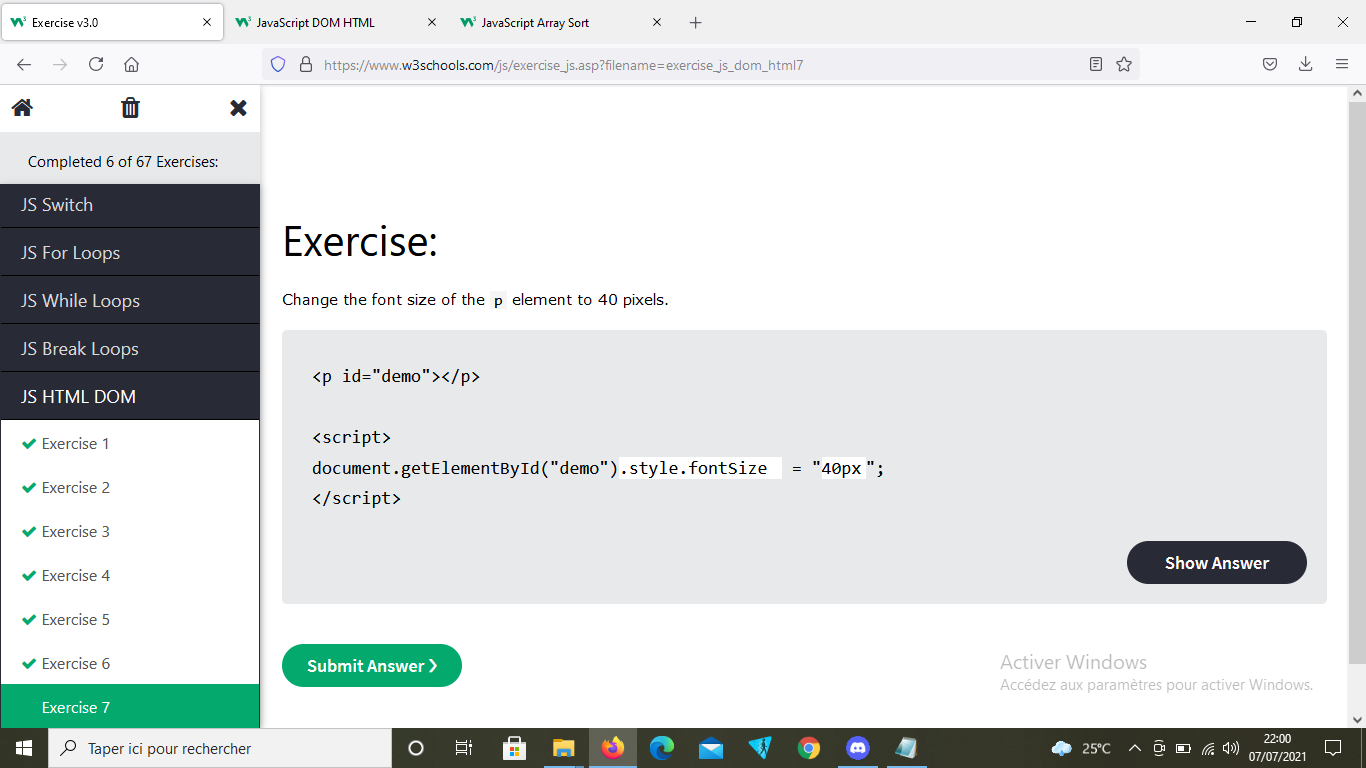 Exercise v3.0
JavaScript DOM HTML
JavaScript Array Sort
https://www.w3schools.com/js/exercise_js.asp?filename=exercise_js_dom_html7
Completed 6 of 67 Exercises:
JS Switch
JS For Loops
JS While Loops
JS Break Loops
JS HTML DOM
Exercise 1
Exercise 2
Exercise 3
Exercise 4
Exercise 5
Exercise 6
Exercise 7
Exercise:
Change the font size of the p element to 40 pixels.
<p id="demo"></p>
<script>
document.getElementById("demo").style.fontSize = "40px";
</script>
Show Answer
Submit Answer ❯
Activer Windows
Accédez aux paramètres pour activer Windows.
Taper ici pour rechercher
25°C
22:00
07/07/2021